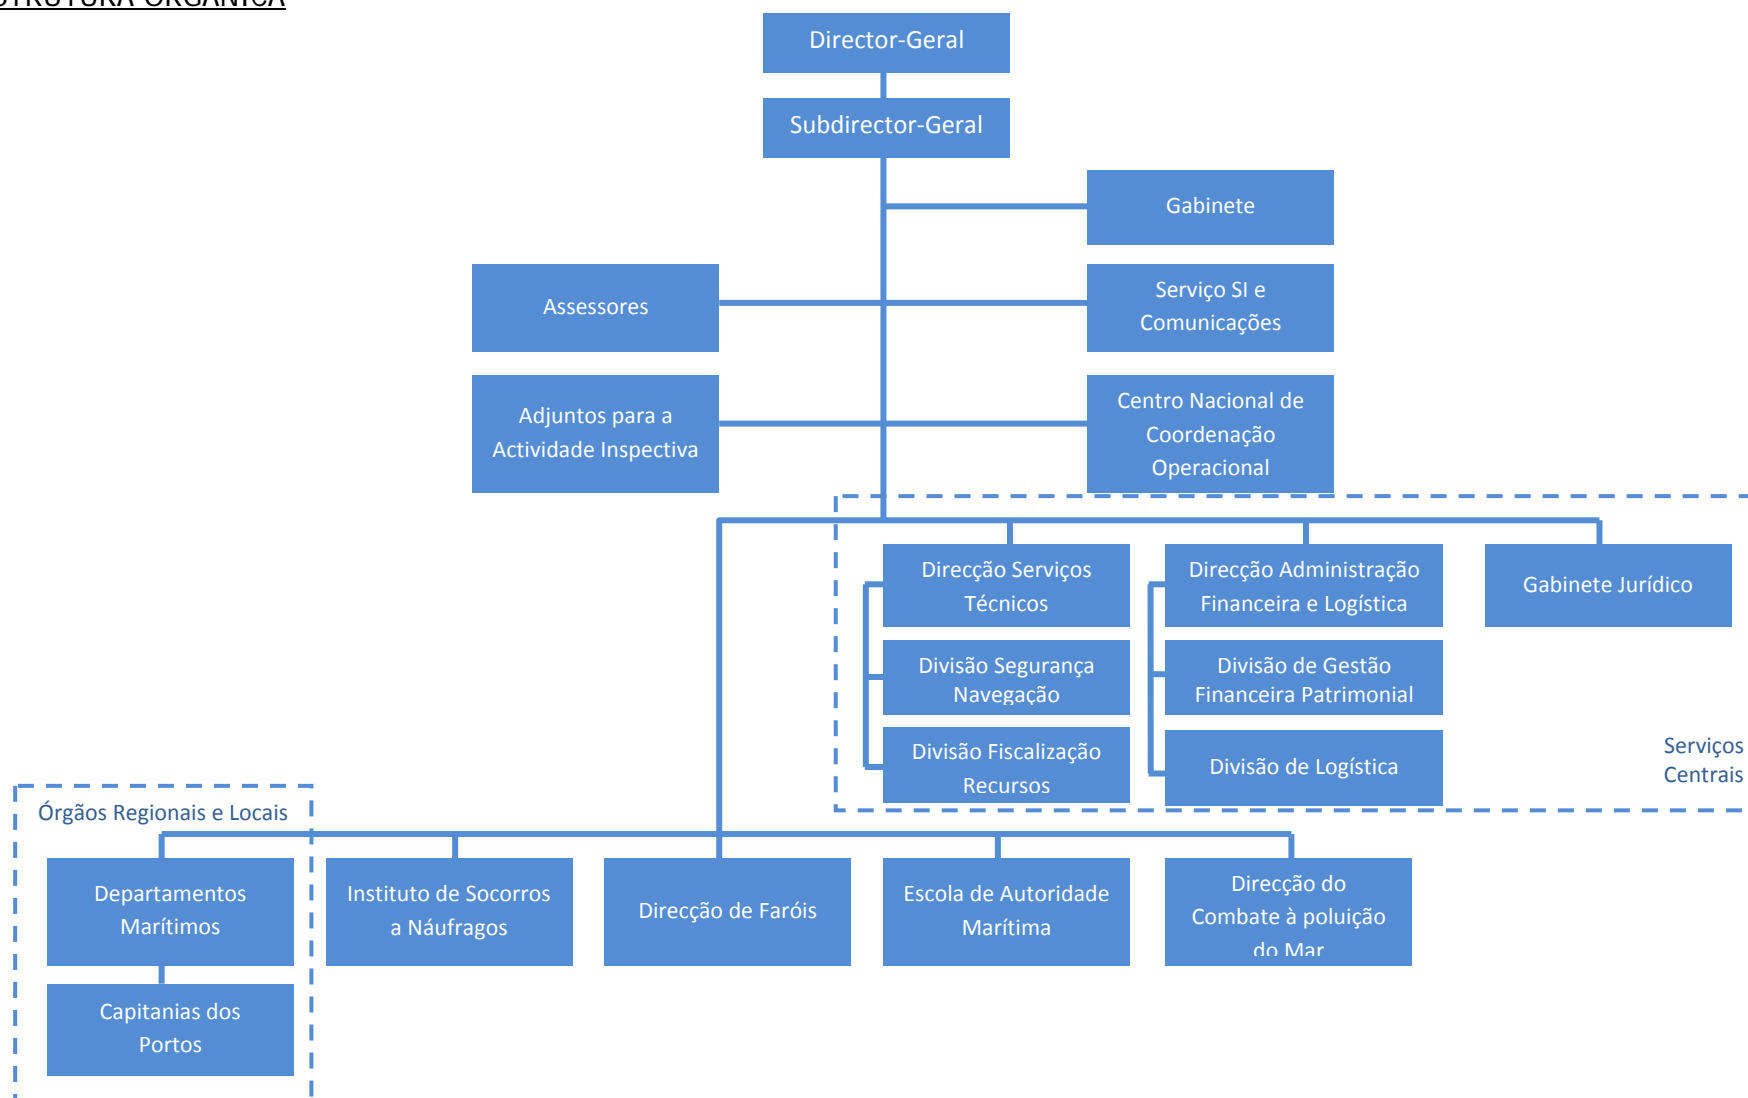 Director-Geral
Subdirector-Geral
Gabinete
Assessores
Serviço SI e
Comunicações
Adjuntos para a
Actividade Inspectiva
Centro Nacional de
Coordenação
Operacional
Direcção Serviços
Técnicos
Direcção Administração
Financeira e Logística
Gabinete Jurídico
Divisão Segurança
Navegação
Divisão de Gestão
Financeira Patrimonial
Divisão Fiscalização
Recursos
Divisão de Logística
Serviços
Centrais
Órgãos Regionais e Locais
Departamentos
Marítimos
Instituto de Socorros
a Náufragos
Direcção de Faróis
Escola de Autoridade
Marítima
Direcção do
Combate à poluição
do Mar
Capitanias dos
Portos